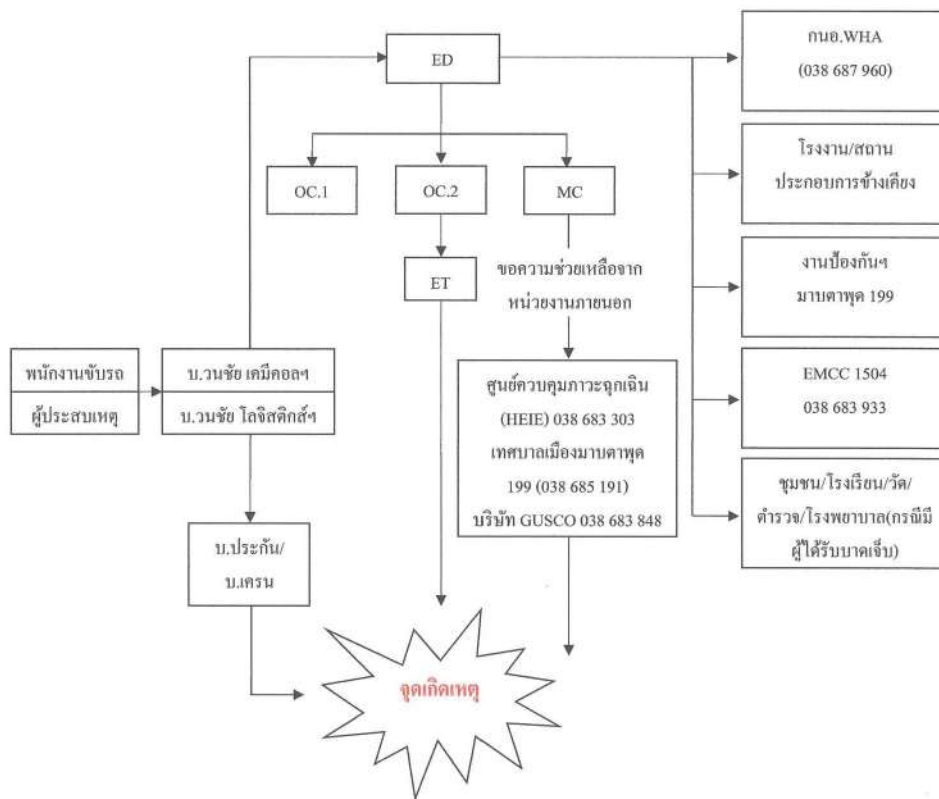 ED
กนอ.WHA
(038 687 960)
โรงงาน/สถาน
ประกอบการข้างเคียง
OC.1
OC.2
MC
ET
ขอความช่วยเหลือจาก
หน่วยงานภายนอก
งานป้องกันฯ
มาบตาพุด 199
พนักงานขับรถ
ผู้ประสบเหตุ
บ.วนชัย เคมีคอลฯ
บ.วนชัย โลจิสติกส์ฯ
ศูนย์ควบคุมภาวะฉุกเฉิน
(HEIE) 038 683 303
เทศบาลเมืองมาบตาพุด
199 (038 685 191)
บริษัท GUSCO 038 683 848
EMCC 1504
038 683 933
ชุมชน/โรงเรียน/วัด/
ตำรวจ/โรงพยาบาล(กรณีมี
ผู้ได้รับบาดเจ็บ)
บ.ประกัน/
บ.เครน
จุดเกิดเหตุ